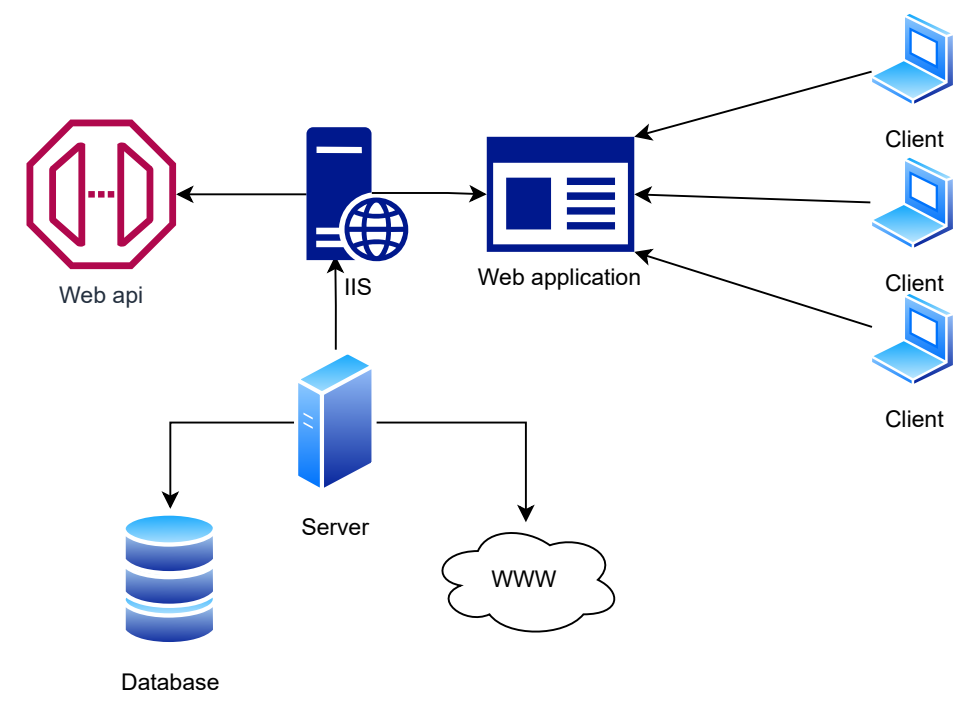 Client
Client
Web api
IIS
Web application
Client
Server
WWW
Database